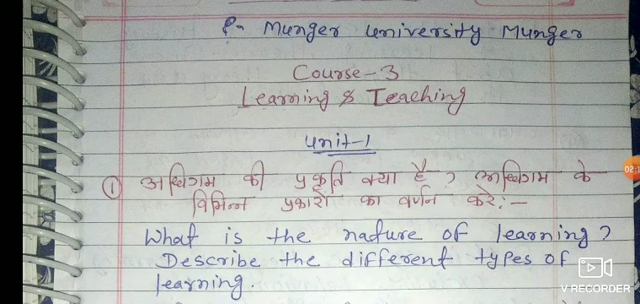 P- Munger University Munger
Course-3
Learning & Teaching
Unit-1
① अधिगम की प्रकृति क्या है? अधिगम के
विभिन्न प्रकारों का वर्णन करे:-
What is the nature of learning?
Describe the different types of
learning.
V RECORDER